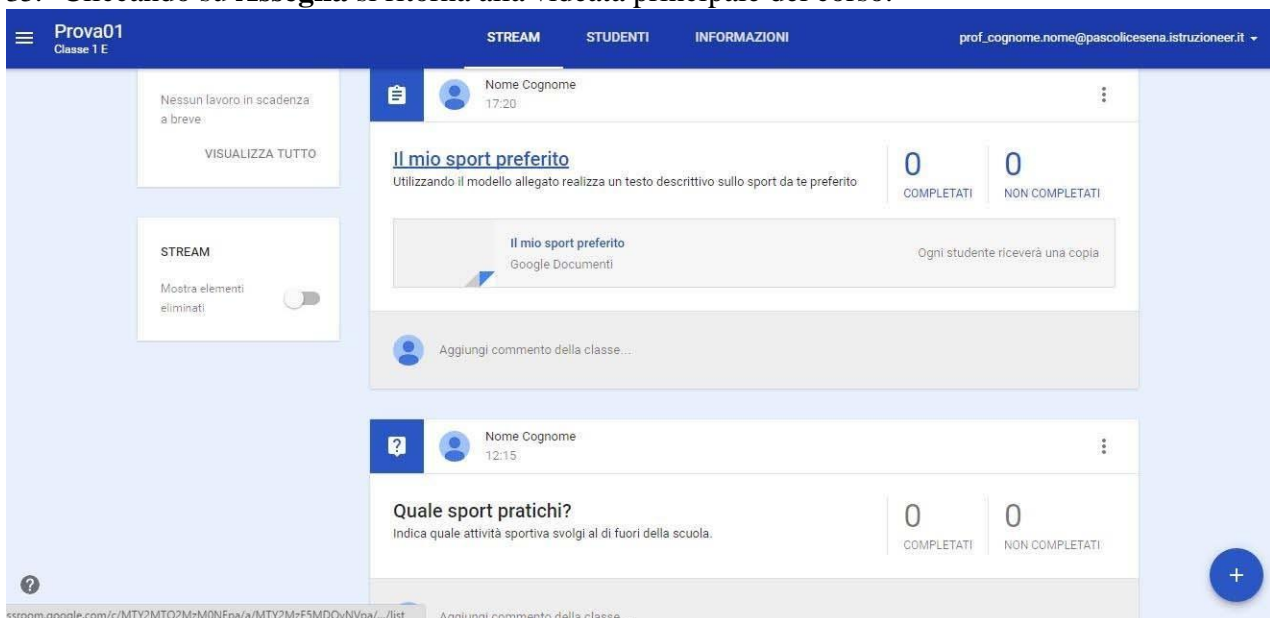 Prova01
Classe 1 E
STREAM STUDENTI INFORMAZIONI
prof_cognome.nome@pascolicesena.istruzioneer.it
Nessun lavoro in scadenza
a breve
VISUALIZZA TUTTO
STREAM
Mostra elementi
eliminati
Nome Cognome
17:20
Il mio sport preferito
Utilizzando il modello allegato realizza un testo descrittivo sullo sport da te preferito
0 COMPLETATI
0 NON COMPLETATI
Il mio sport preferito
Google Documenti
Ogni studente riceverà una copia
Aggiungi commento della classe...
Nome Cognome
12:15
Quale sport pratichi?
Indica quale attività sportiva svolgi al di fuori della scuola.
0 COMPLETATI
0 NON COMPLETATI
Aggiungi commento della classe